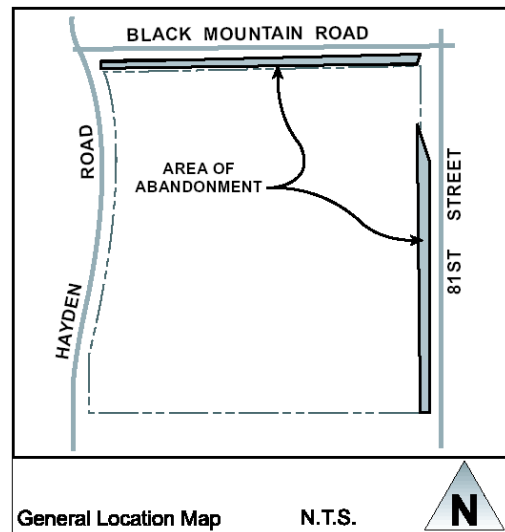 BLACK MOUNTAIN ROAD
HAYDEN ROAD
AREA OF
ABANDONMENT
81ST STREET
General Location Map N.T.S.
N